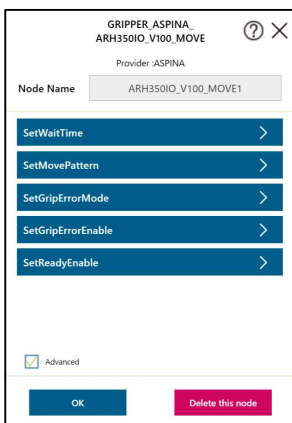 GRIPPER_ASPINA_
ARH350IO_V100_MOVE
Provider :ASPINA
Node Name
ARH350IO_V100_MOVE1
SetWaitTime
SetMovePattern
SetGripErrorMode
SetGripErrorEnable
SetReadyEnable
Advanced
OK
Delete this node